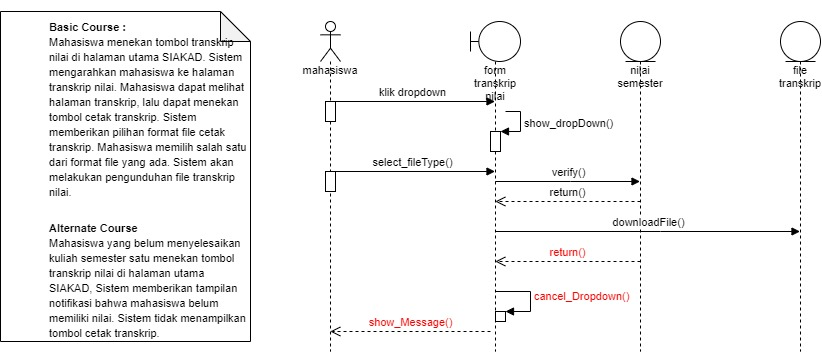 Basic Course :
Mahasiswa menekan tombol transkrip
nilai di halaman utama SIAKAD. Sistem
mengarahkan mahasiswa ke halaman
transkrip nilai. Mahasiswa dapat melihat
halaman transkrip, lalu dapat menekan
tombol cetak transkrip. Sistem
memberikan pilihan format file cetak
transkrip. Mahasiswa memilih salah satu
dari format file yang ada. Sistem akan
melakukan pengunduhan file transkrip
nilai.
Alternate Course
Mahasiswa yang belum menyelesaikan
kuliah semester satu menekan tombol
transkrip nilai di halaman utama
SIAKAD, Sistem memberikan tampilan
notifikasi bahwa mahasiswa belum
memiliki nilai. Sistem tidak menampilkan
tombol cetak transkrip.
mahasiswa
form
transkrip
nilai
nilai
semester
file
transkrip
klik dropdown
show_dropDown()
select_fileType()
verify()
return()
downloadFile()
return()
cancel_Dropdown()
show_Message()